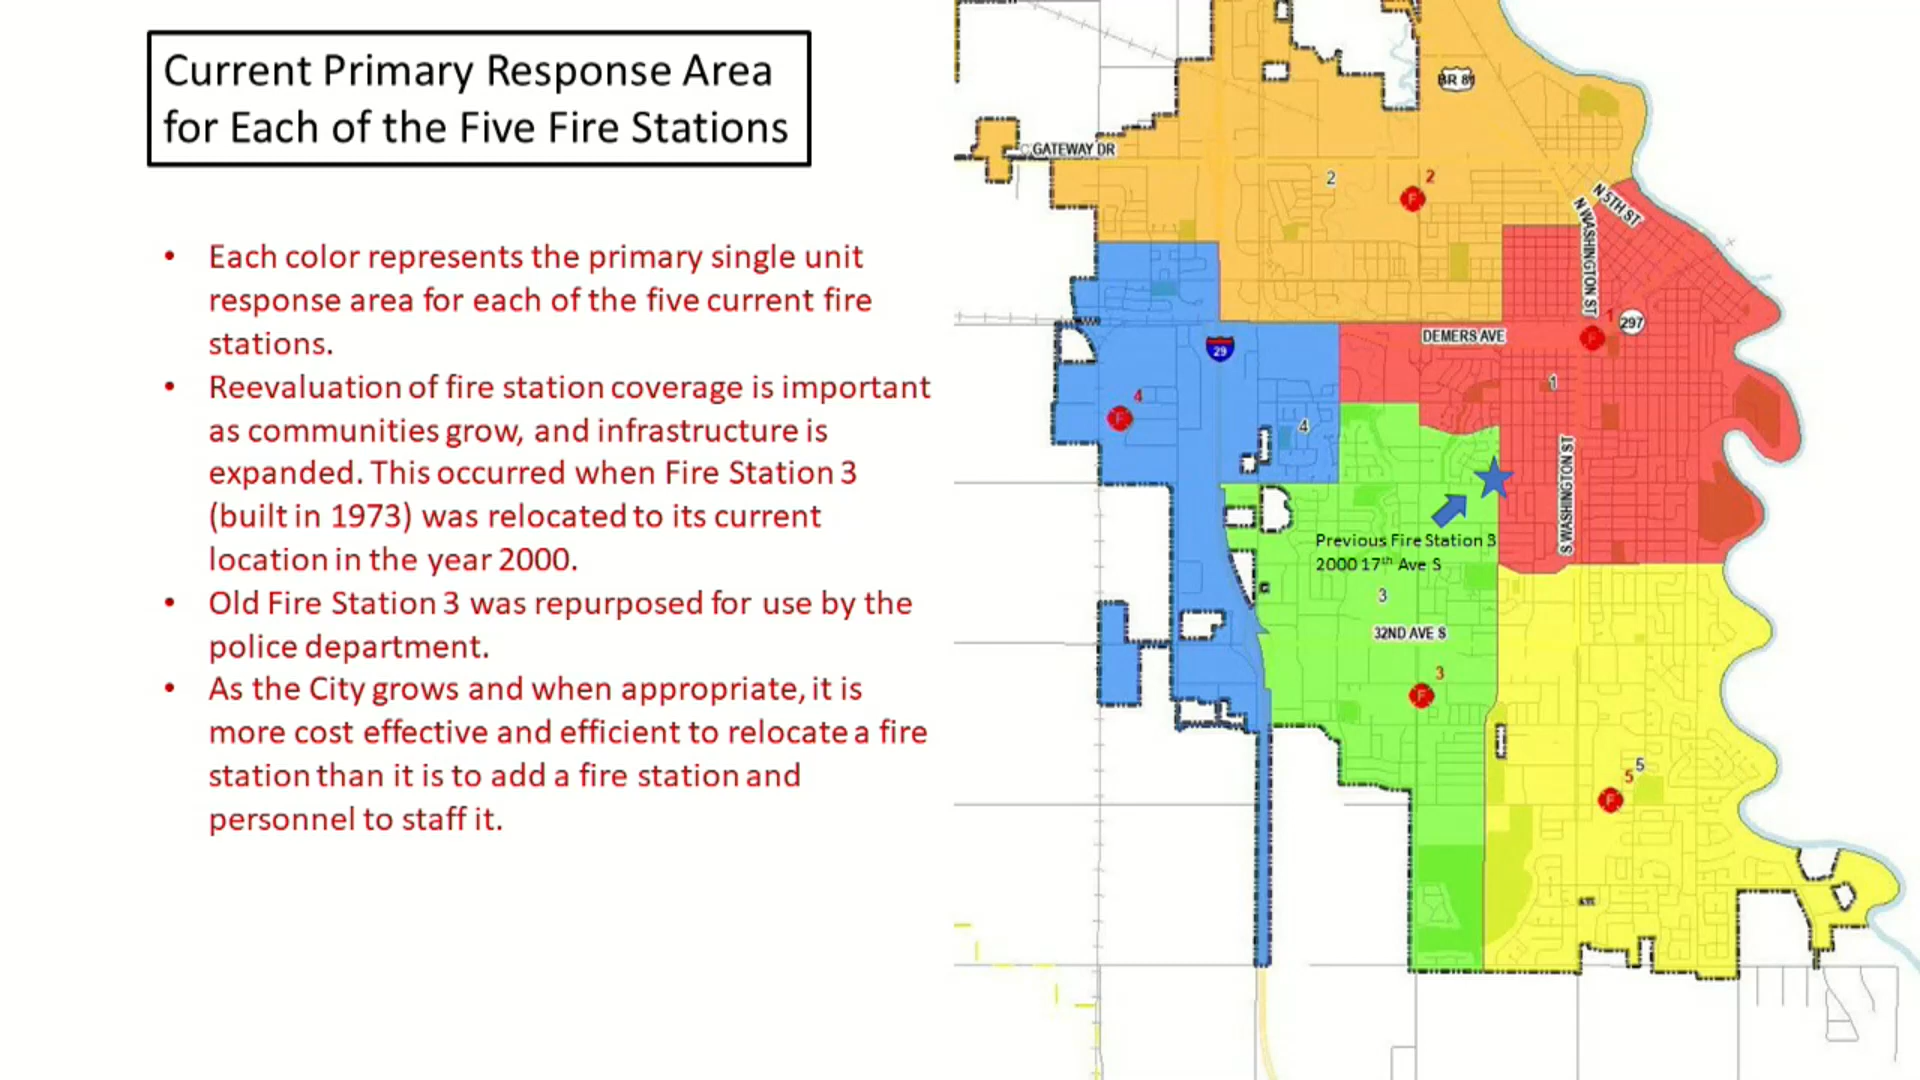 Current Primary Response Area
for Each of the Five Fire Stations
• Each color represents the primary single unit
response area for each of the five current fire
stations.
• Reevaluation of fire station coverage is important
as communities grow, and infrastructure is
expanded. This occurred when Fire Station 3
(built in 1973) was relocated to its current
location in the year 2000.
• Old Fire Station 3 was repurposed for use by the
police department.
• As the City grows and when appropriate, it is
more cost effective and efficient to relocate a fire
station than it is to add a fire station and
personnel to staff it.
BR 81
GATEWAY DR
2
2
F
N 5TH ST
N WASHINGTON ST
1
F
297
DEMERS AVE
29
1
4
F
4
S WASHINGTON ST
Previous Fire Station 3
2000 17th Ave S
3
32ND AVE S
3
F
5
5
F